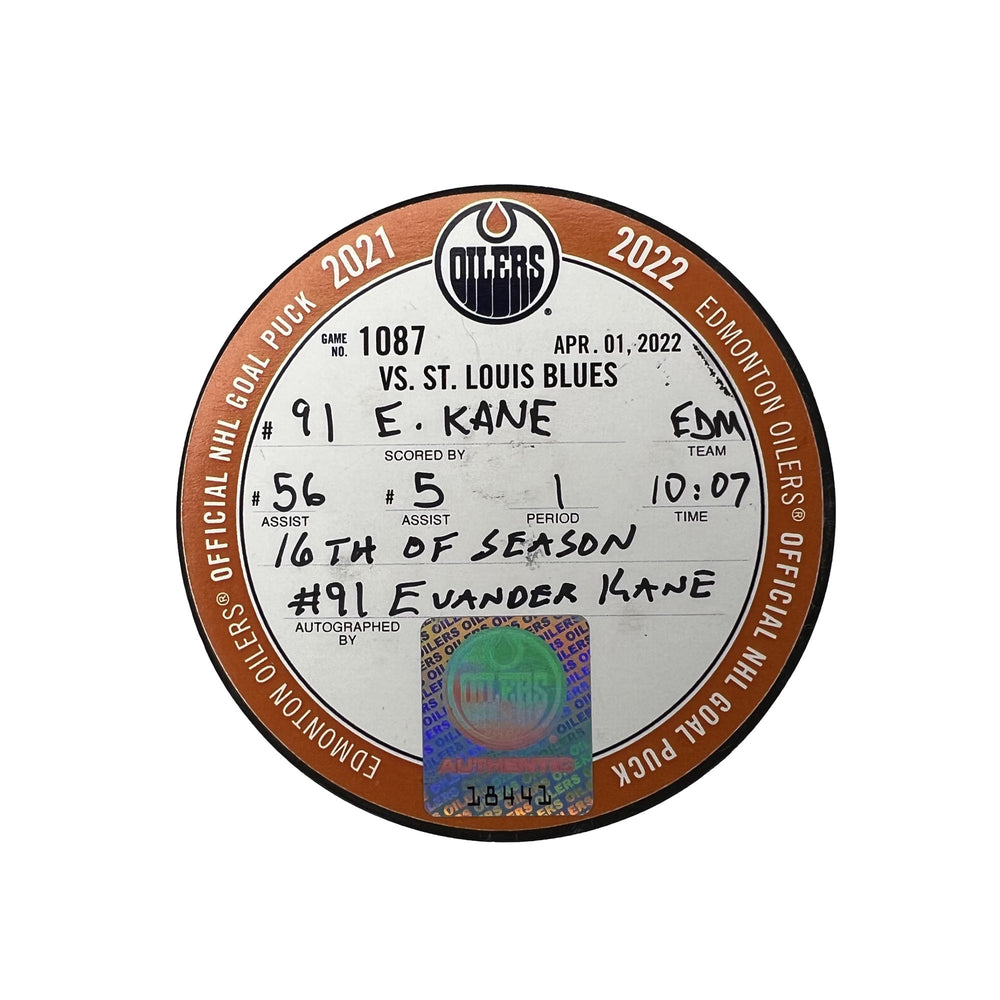 2021 2022
OILERS
EDMONTON OILERS® OFFICIAL NHL GOAL PUCK
EDMONTON OILERS® OFFICIAL NHL GOAL PUCK
GAME NO. 1087 APR. 01, 2022
VS. ST. LOUIS BLUES
# 91 E. KANE EDM
SCORED BY TEAM
# 56 # 5 1 10:07
ASSIST ASSIST PERIOD TIME
16TH OF SEASON
#91 EVANDER KANE
AUTOGRAPHED BY
OILERS
AUTHENTIC
18441